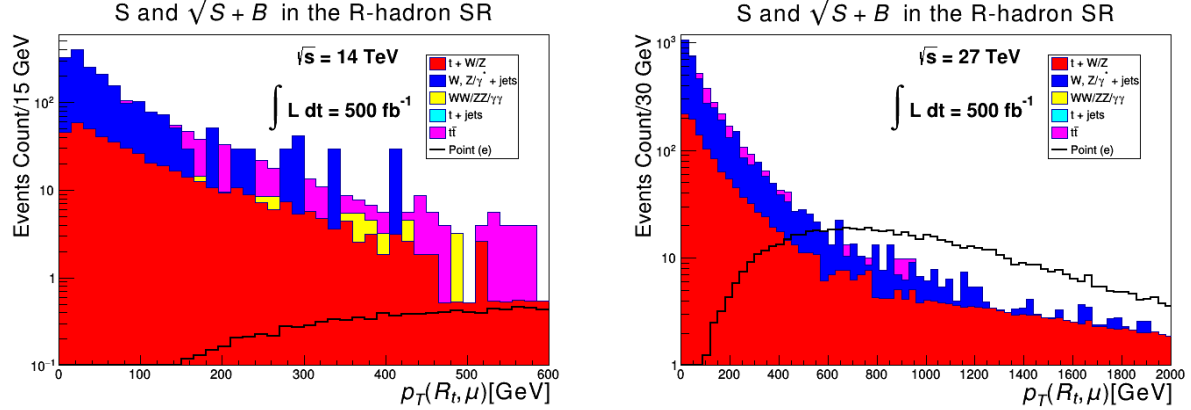 S and √S + B in the R-hadron SR
Events Count/15 GeV
10²
10
1
10⁻¹
√s = 14 TeV
∫ L dt = 500 fb⁻¹
t + W/Z
W, Z/γ* + jets
WW/ZZ/γγ
t + jets
tt̄
Point (e)
0 100 200 300 400 500 600
p_T(R_t, μ)[GeV]
S and √S + B in the R-hadron SR
Events Count/30 GeV
10³
10²
10
1
√s = 27 TeV
∫ L dt = 500 fb⁻¹
t + W/Z
W, Z/γ* + jets
WW/ZZ/γγ
t + jets
tt̄
Point (e)
0 200 400 600 800 1000 1200 1400 1600 1800 2000
p_T(R_t, μ)[GeV]